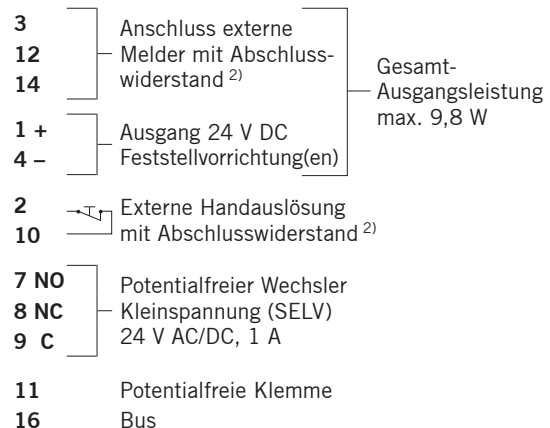 3
12
14
Anschluss externe
Melder mit Abschluss-
widerstand 2)
1 +
4 –
Ausgang 24 V DC
Feststellvorrichtung(en)
Gesamt-
Ausgangsleistung
max. 9,8 W
2
10
Externe Handauslösung
mit Abschlusswiderstand 2)
7 NO
8 NC
9 C
Potentialfreier Wechsler
Kleinspannung (SELV)
24 V AC/DC, 1 A
11 Potentialfreie Klemme
16 Bus